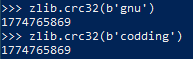 >>> zlib.crc32(b'gnu')
1774765869
>>> zlib.crc32(b'codding')
1774765869